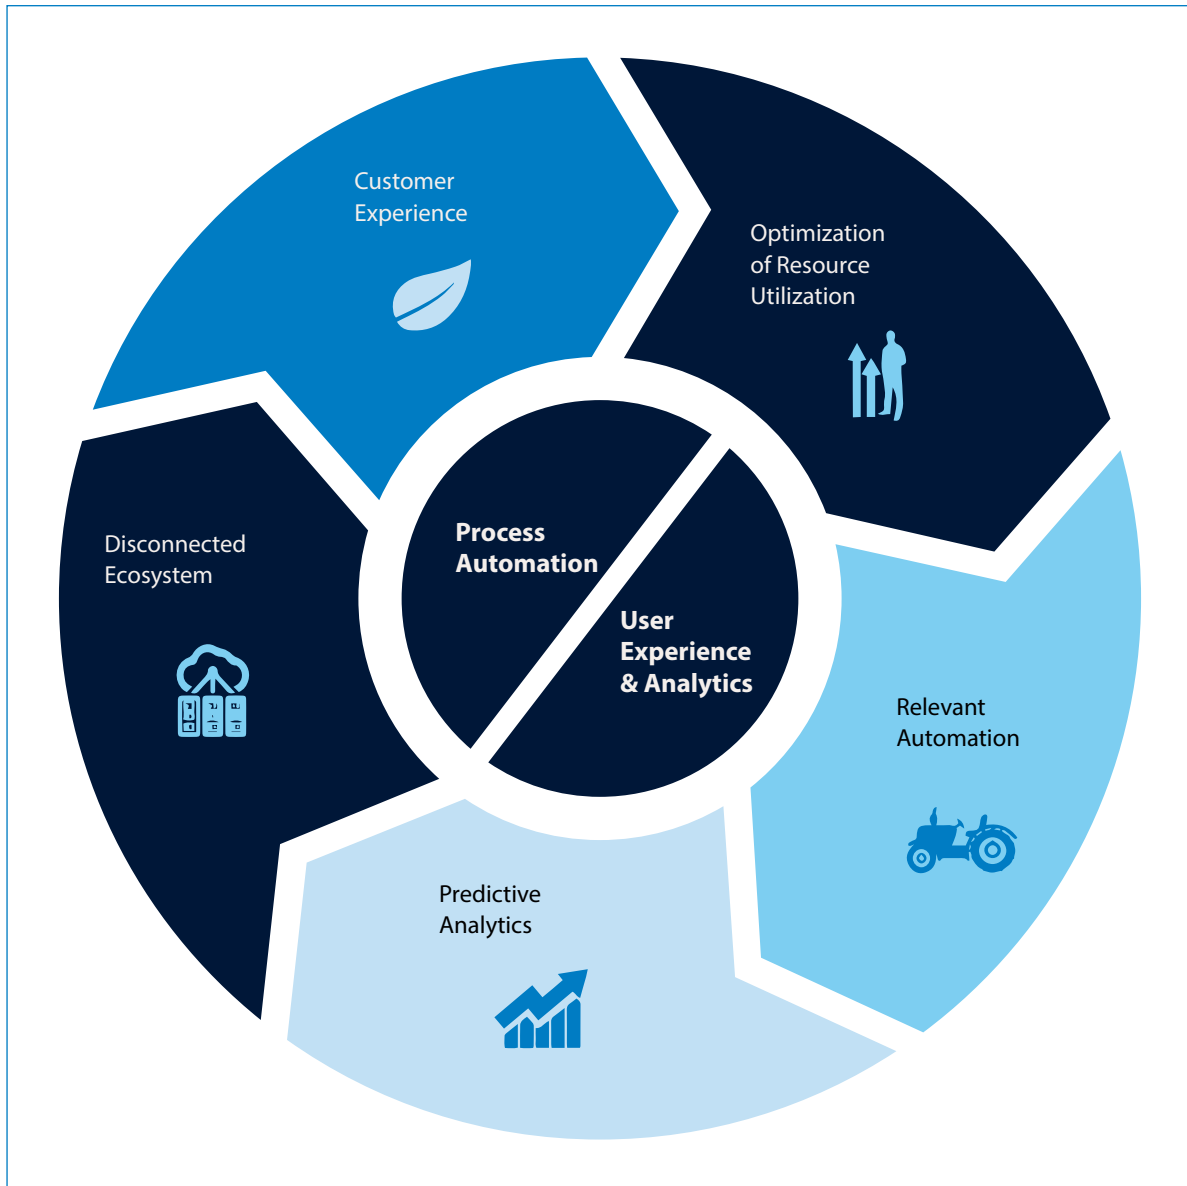 Customer
Experience
Optimization
of Resource
Utilization
Disconnected
Ecosystem
Process
Automation
User
Experience
& Analytics
Relevant
Automation
Predictive
Analytics